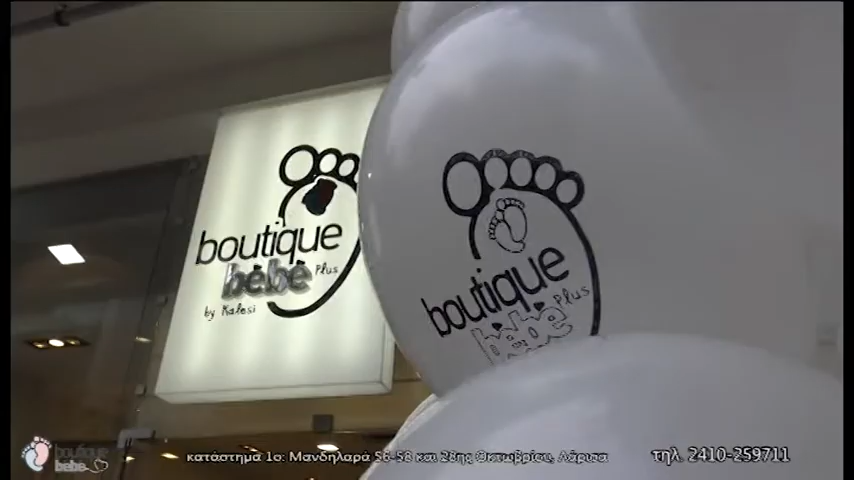 boutique
bébé Plus
by Kalesi
boutique
bébé Plus
boutique
bebe
κατάστημα 1ο: Μανδηλαρά 56-58 και 28ης Οκτωβρίου, Λάρισα
τηλ. 2410-259711